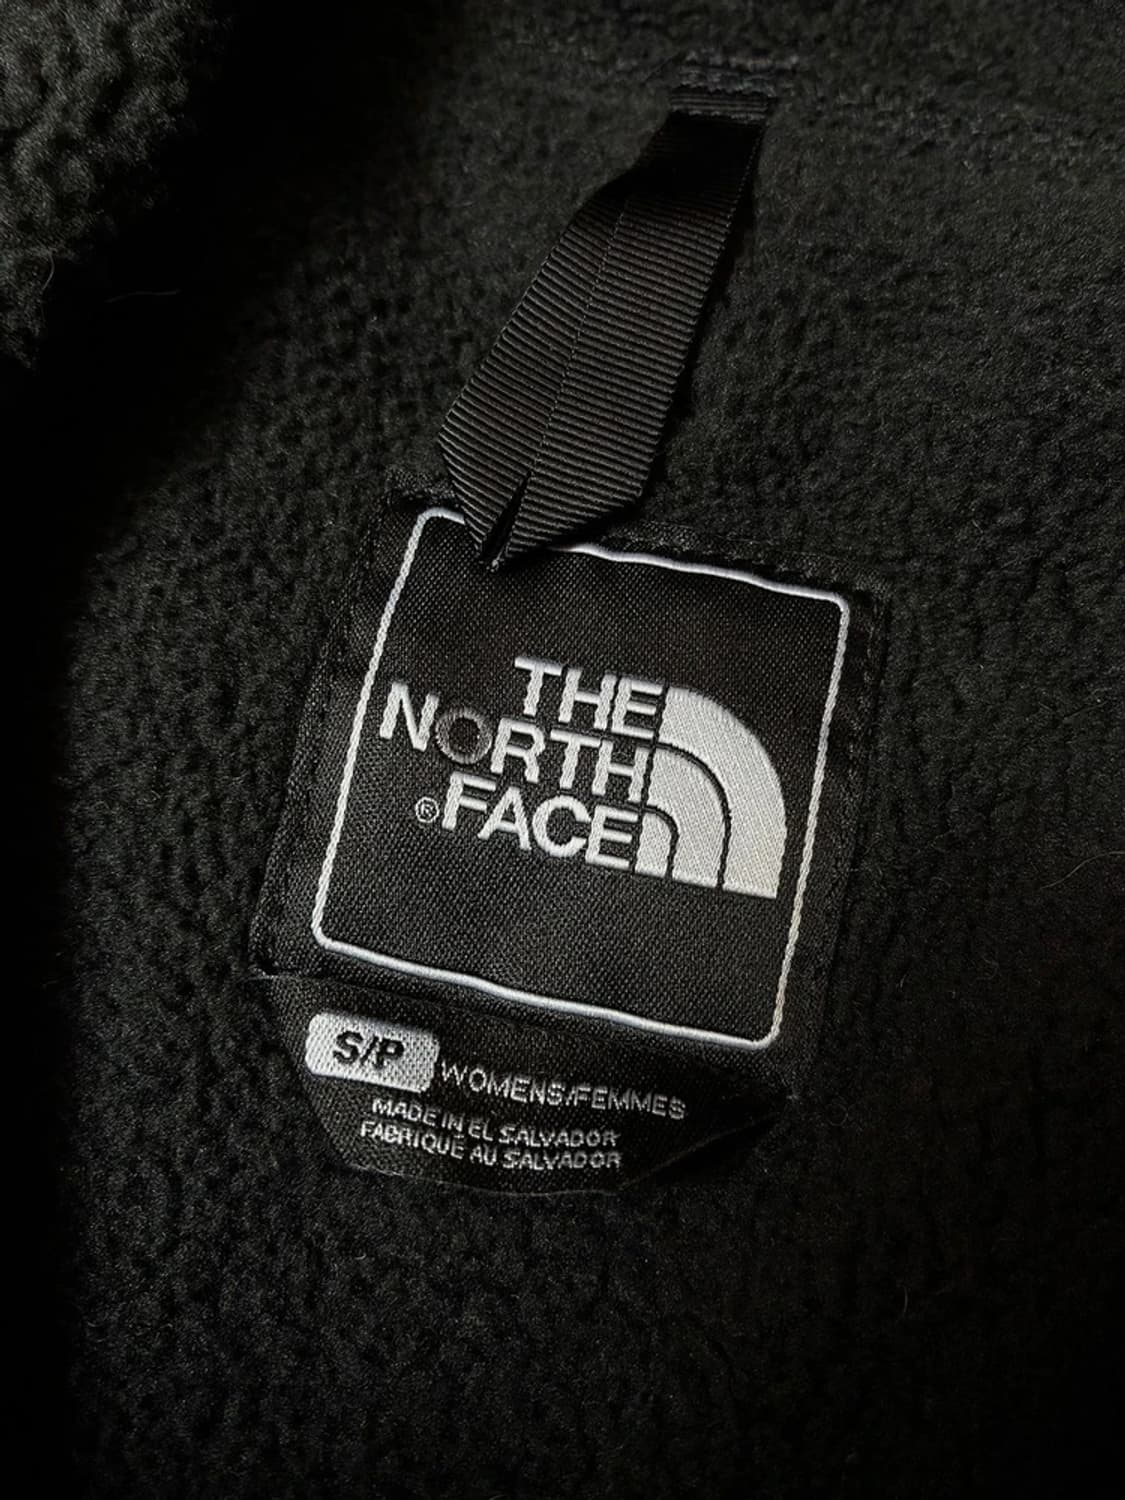 THE
NORTH
FACE
®
S/P WOMENS/FEMMES
MADE IN EL SALVADOR
FABRIQUE AU SALVADOR